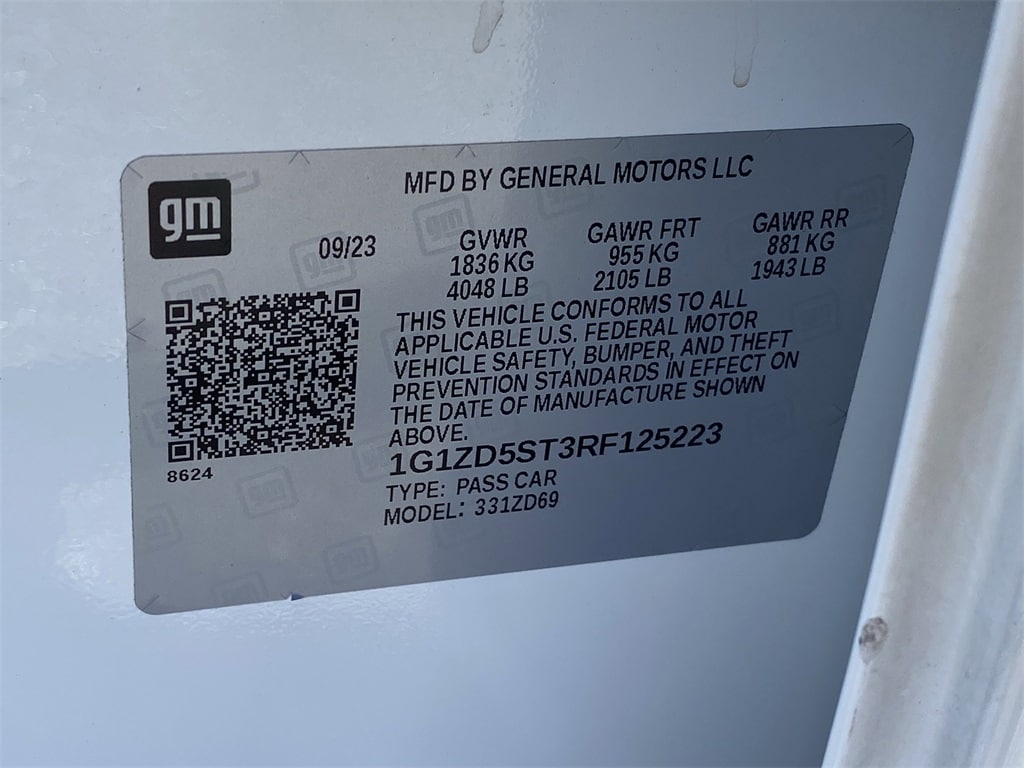 gm
MFD BY GENERAL MOTORS LLC
09/23
GVWR GAWR FRT GAWR RR
1836 KG 955 KG 881 KG
4048 LB 2105 LB 1943 LB
THIS VEHICLE CONFORMS TO ALL
APPLICABLE U.S. FEDERAL MOTOR
VEHICLE SAFETY, BUMPER, AND THEFT
PREVENTION STANDARDS IN EFFECT ON
THE DATE OF MANUFACTURE SHOWN
ABOVE.
8624
1G1ZD5ST3RF125223
TYPE: PASS CAR
MODEL: 331ZD69